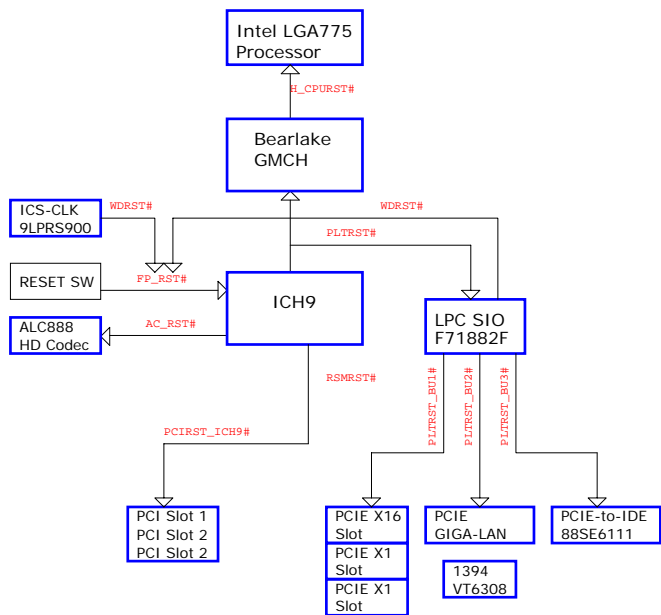 Intel LGA775
Processor
H_CPURST#
Bearlake
GMCH
ICS-CLK
9LPRS900
WDRST#
WDRST#
PLTRST#
RESET SW
FP_RST#
ICH9
ALC888
HD Codec
AC_RST#
LPC SIO
F71882F
RSMRST#
PLTRST_BU1#
PLTRST_BU2#
PLTRST_BU3#
PCIRST_ICH9#
PCI Slot 1
PCI Slot 2
PCI Slot 2
PCIE X16
Slot
PCIE X1
Slot
PCIE X1
Slot
PCIE
GIGA-LAN
1394
VT6308
PCIE-to-IDE
88SE6111